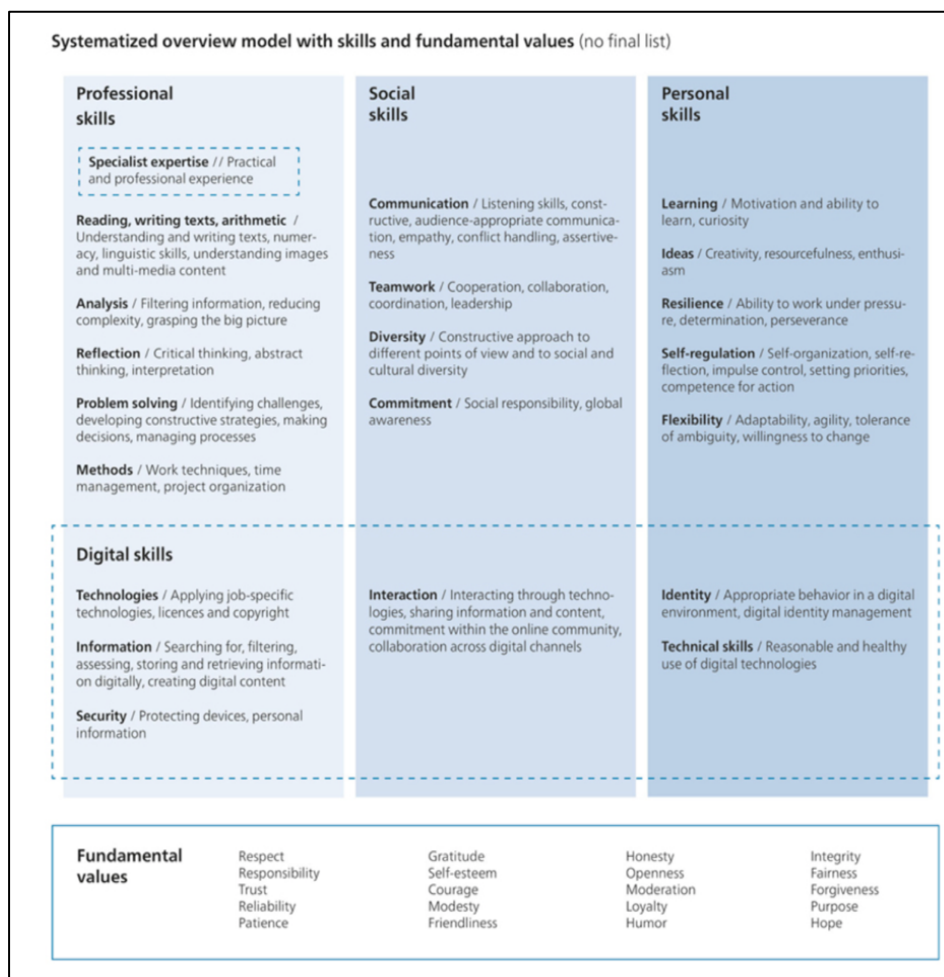 Systematized overview model with skills and fundamental values (no final list)
Professional
skills
Specialist expertise // Practical
and professional experience
Reading, writing texts, arithmetic /
Understanding and writing texts, numer-
acy, linguistic skills, understanding images
and multi-media content
Analysis / Filtering information, reducing
complexity, grasping the big picture
Reflection / Critical thinking, abstract
thinking, interpretation
Problem solving / Identifying challenges,
developing constructive strategies, making
decisions, managing processes
Methods / Work techniques, time
management, project organization
Social
skills
Communication / Listening skills, const-
ructive, audience-appropriate communica-
tion, empathy, conflict handling, assertive-
ness
Teamwork / Cooperation, collaboration,
coordination, leadership
Diversity / Constructive approach to
different points of view and to social and
cultural diversity
Commitment / Social responsibility, global
awareness
Personal
skills
Learning / Motivation and ability to
learn, curiosity
Ideas / Creativity, resourcefulness, enthusi-
asm
Resilience / Ability to work under pressu-
re, determination, perseverance
Self-regulation / Self-organization, self-re-
flection, impulse control, setting priorities,
competence for action
Flexibility / Adaptability, agility, tolerance
of ambiguity, willingness to change
Digital skills
Technologies / Applying job-specific
technologies, licences and copyright
Information / Searching for, filtering,
assessing, storing and retrieving informati-
on digitally, creating digital content
Security / Protecting devices, personal
information
Interaction / Interacting through techno-
logies, sharing information and content,
commitment within the online community,
collaboration across digital channels
Identity / Appropriate behavior in a digital
environment, digital identity management
Technical skills / Reasonable and healthy
use of digital technologies
Fundamental
values
Respect
Responsibility
Trust
Reliability
Patience
Gratitude
Self-esteem
Courage
Modesty
Friendliness
Honesty
Openness
Moderation
Loyalty
Humor
Integrity
Fairness
Forgiveness
Purpose
Hope